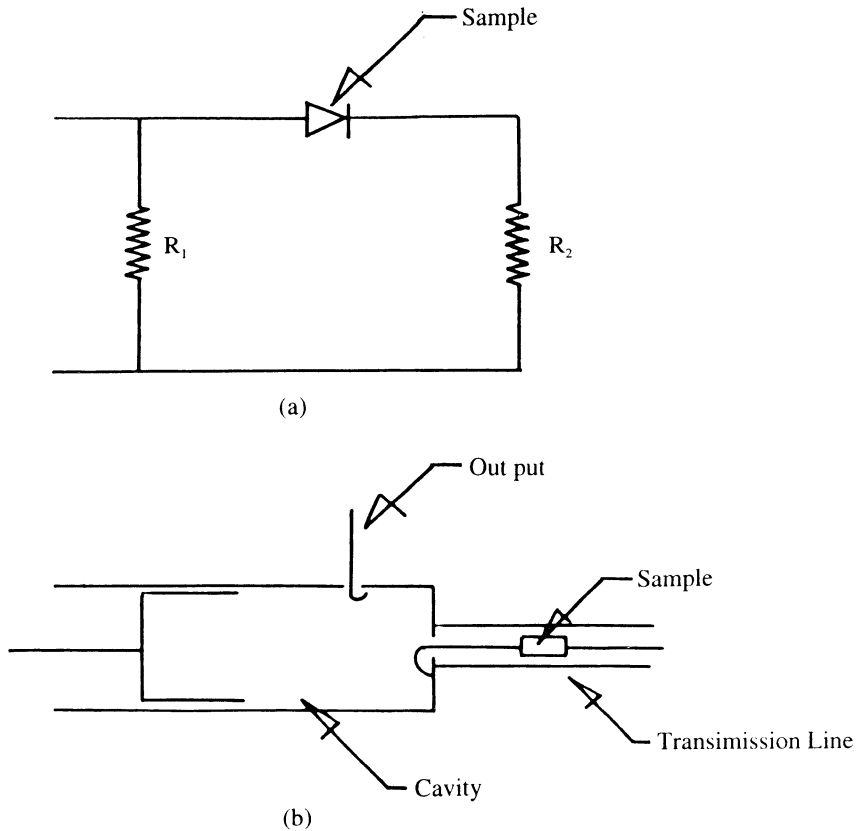 Sample
R₁
R₂
(a)
Out put
Sample
Transimission Line
Cavity
(b)